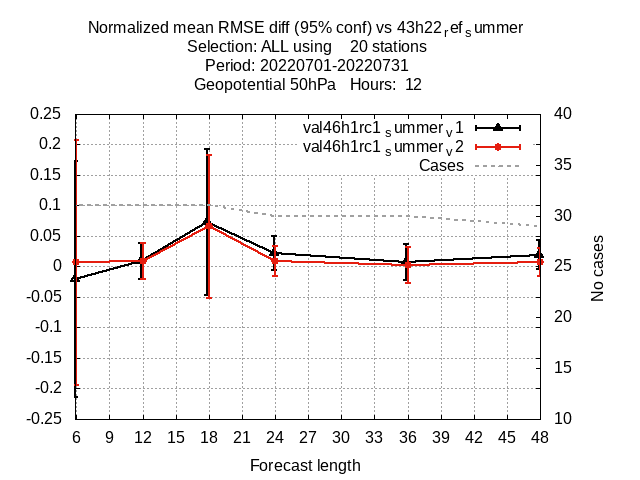 Normalized mean RMSE diff (95% conf) vs 43h22refsummer
Selection: ALL using 20 stations
Period: 20220701-20220731
Geopotential 50hPa Hours: 12
val46h1rc1summerv1
val46h1rc1summerv2
Cases
0.25
0.2
0.15
0.1
0.05
0
-0.05
-0.1
-0.15
-0.2
-0.25
40
35
30
25
20
15
10
No cases
6 9 12 15 18 21 24 27 30 33 36 39 42 45 48
Forecast length